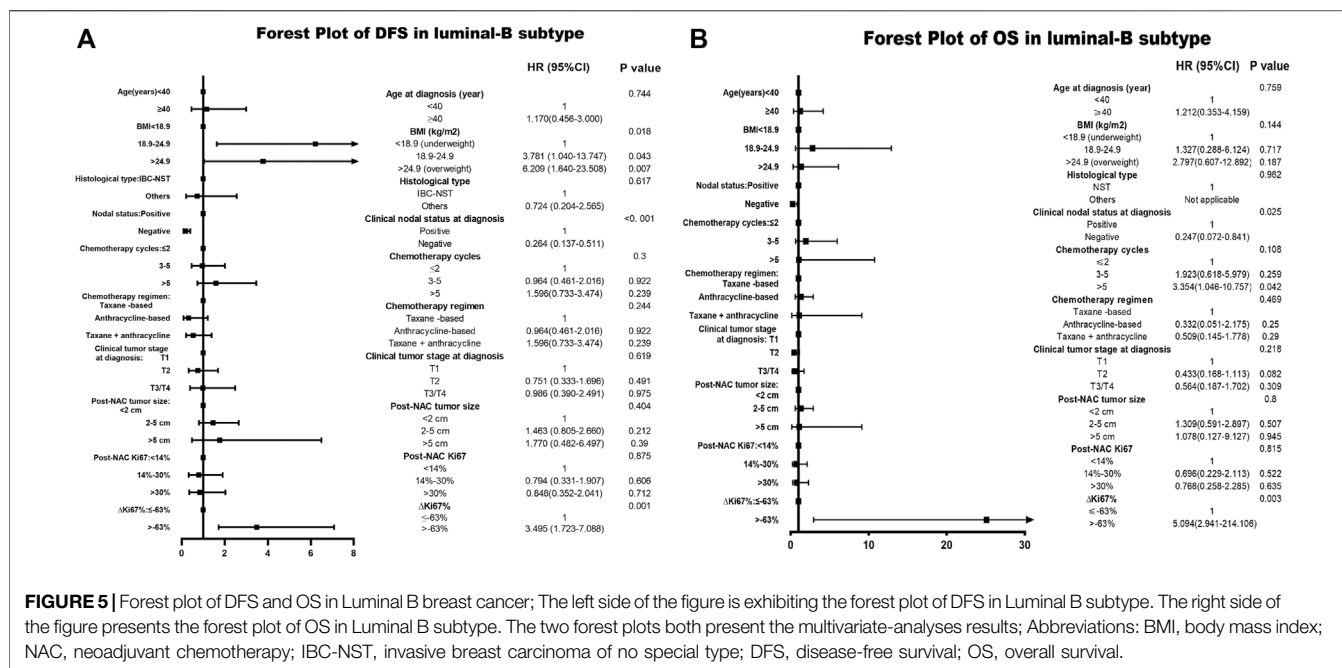 A
Forest Plot of DFS in luminal-B subtype
HR (95%CI) P value
Age(years)<40
≥40
BMI<18.9
18.9-24.9
>24.9
Histological type:IBC-NST
Others
Nodal status:Positive
Negative
Chemotherapy cycles:≤2
3-5
>5
Chemotherapy regimen:
Taxane -based
Anthracycline-based
Taxane + anthracycline
Clinical tumor stage
at diagnosis: T1
T2
T3/T4
Post-NAC tumor size:
<2 cm
2-5 cm
>5 cm
Post-NAC Ki67:<14%
14%-30%
>30%
ΔKi67%:≤-63%
>-63%
0 2 4 6 8
Age at diagnosis (year) 0.744
<40 1
≥40 1.170(0.456-3.000)
BMI (kg/m2) 0.018
<18.9 (underweight) 1
18.9-24.9 3.781 (1.040-13.747) 0.043
>24.9 (overweight) 6.209 (1.640-23.508) 0.007
Histological type 0.617
IBC-NST 1
Others 0.724 (0.204-2.565)
Clinical nodal status at diagnosis <0. 001
Positive 1
Negative 0.264 (0.137-0.511)
Chemotherapy cycles 0.3
≤2 1
3-5 0.964 (0.461-2.016) 0.922
>5 1.596(0.733-3.474) 0.239
Chemotherapy regimen 0.244
Taxane -based 1
Anthracycline-based 0.964(0.461-2.016) 0.922
Taxane + anthracycline 1.596(0.733-3.474) 0.239
Clinical tumor stage at diagnosis 0.619
T1 1
T2 0.751 (0.333-1.696) 0.491
T3/T4 0.986 (0.390-2.491) 0.975
Post-NAC tumor size 0.404
<2 cm 1
2-5 cm 1.463 (0.805-2.660) 0.212
>5 cm 1.770 (0.482-6.497) 0.39
Post-NAC Ki67 0.875
<14% 1
14%-30% 0.794 (0.331-1.907) 0.606
>30% 0.848(0.352-2.041) 0.712
ΔKi67% 0.001
≤-63% 1
>-63% 3.495 (1.723-7.088)
B
Forest Plot of OS in luminal-B subtype
HR (95%CI) P value
Age(years)<40
≥40
BMI<18.9
18.9-24.9
>24.9
Nodal status:Positive
Negative
Chemotherapy cycles:≤2
3-5
>5
Chemotherapy regimen:
Taxane -based
Anthracycline-based
Taxane + anthracycline
Clinical tumor stage
at diagnosis: T1
T2
T3/T4
Post-NAC tumor size:
<2 cm
2-5 cm
>5 cm
Post-NAC Ki67:<14%
14%-30%
>30%
ΔKi67%:≤-63%
>-63%
0 10 20 30
Age at diagnosis (year) 0.759
<40 1
≥40 1.212(0.353-4.159)
BMI (kg/m2) 0.144
<18.9 (underweight) 1
18.9-24.9 1.327(0.288-6.124) 0.717
>24.9 (overweight) 2.797(0.607-12.892) 0.187
Histological type 0.962
NST 1
Others Not applicable
Clinical nodal status at diagnosis 0.025
Positive 1
Negative 0.247(0.072-0.841)
Chemotherapy cycles 0.108
≤2 1
3-5 1.923(0.618-5.979) 0.259
>5 3.354(1.046-10.757) 0.042
Chemotherapy regimen 0.469
Taxane -based 1
Anthracycline-based 0.332(0.051-2.175) 0.25
Taxane + anthracycline 0.509(0.145-1.778) 0.29
Clinical tumor stage at diagnosis 0.218
T1 1
T2 0.433(0.168-1.113) 0.082
T3/T4 0.564(0.187-1.702) 0.309
Post-NAC tumor size 0.8
<2 cm 1
2-5 cm 1.309(0.591-2.897) 0.507
>5 cm 1.078(0.127-9.127) 0.945
Post-NAC Ki67 0.815
<14% 1
14%-30% 0.696(0.229-2.113) 0.522
>30% 0.768(0.258-2.285) 0.635
ΔKi67% 0.003
≤-63% 1
>-63% 5.094(2.941-214.106)
FIGURE 5 | Forest plot of DFS and OS in Luminal B breast cancer; The left side of the figure is exhibiting the forest plot of DFS in Luminal B subtype. The right side of
the figure presents the forest plot of OS in Luminal B subtype. The two forest plots both present the multivariate-analyses results; Abbreviations: BMI, body mass index;
NAC, neoadjuvant chemotherapy; IBC-NST, invasive breast carcinoma of no special type; DFS, disease-free survival; OS, overall survival.